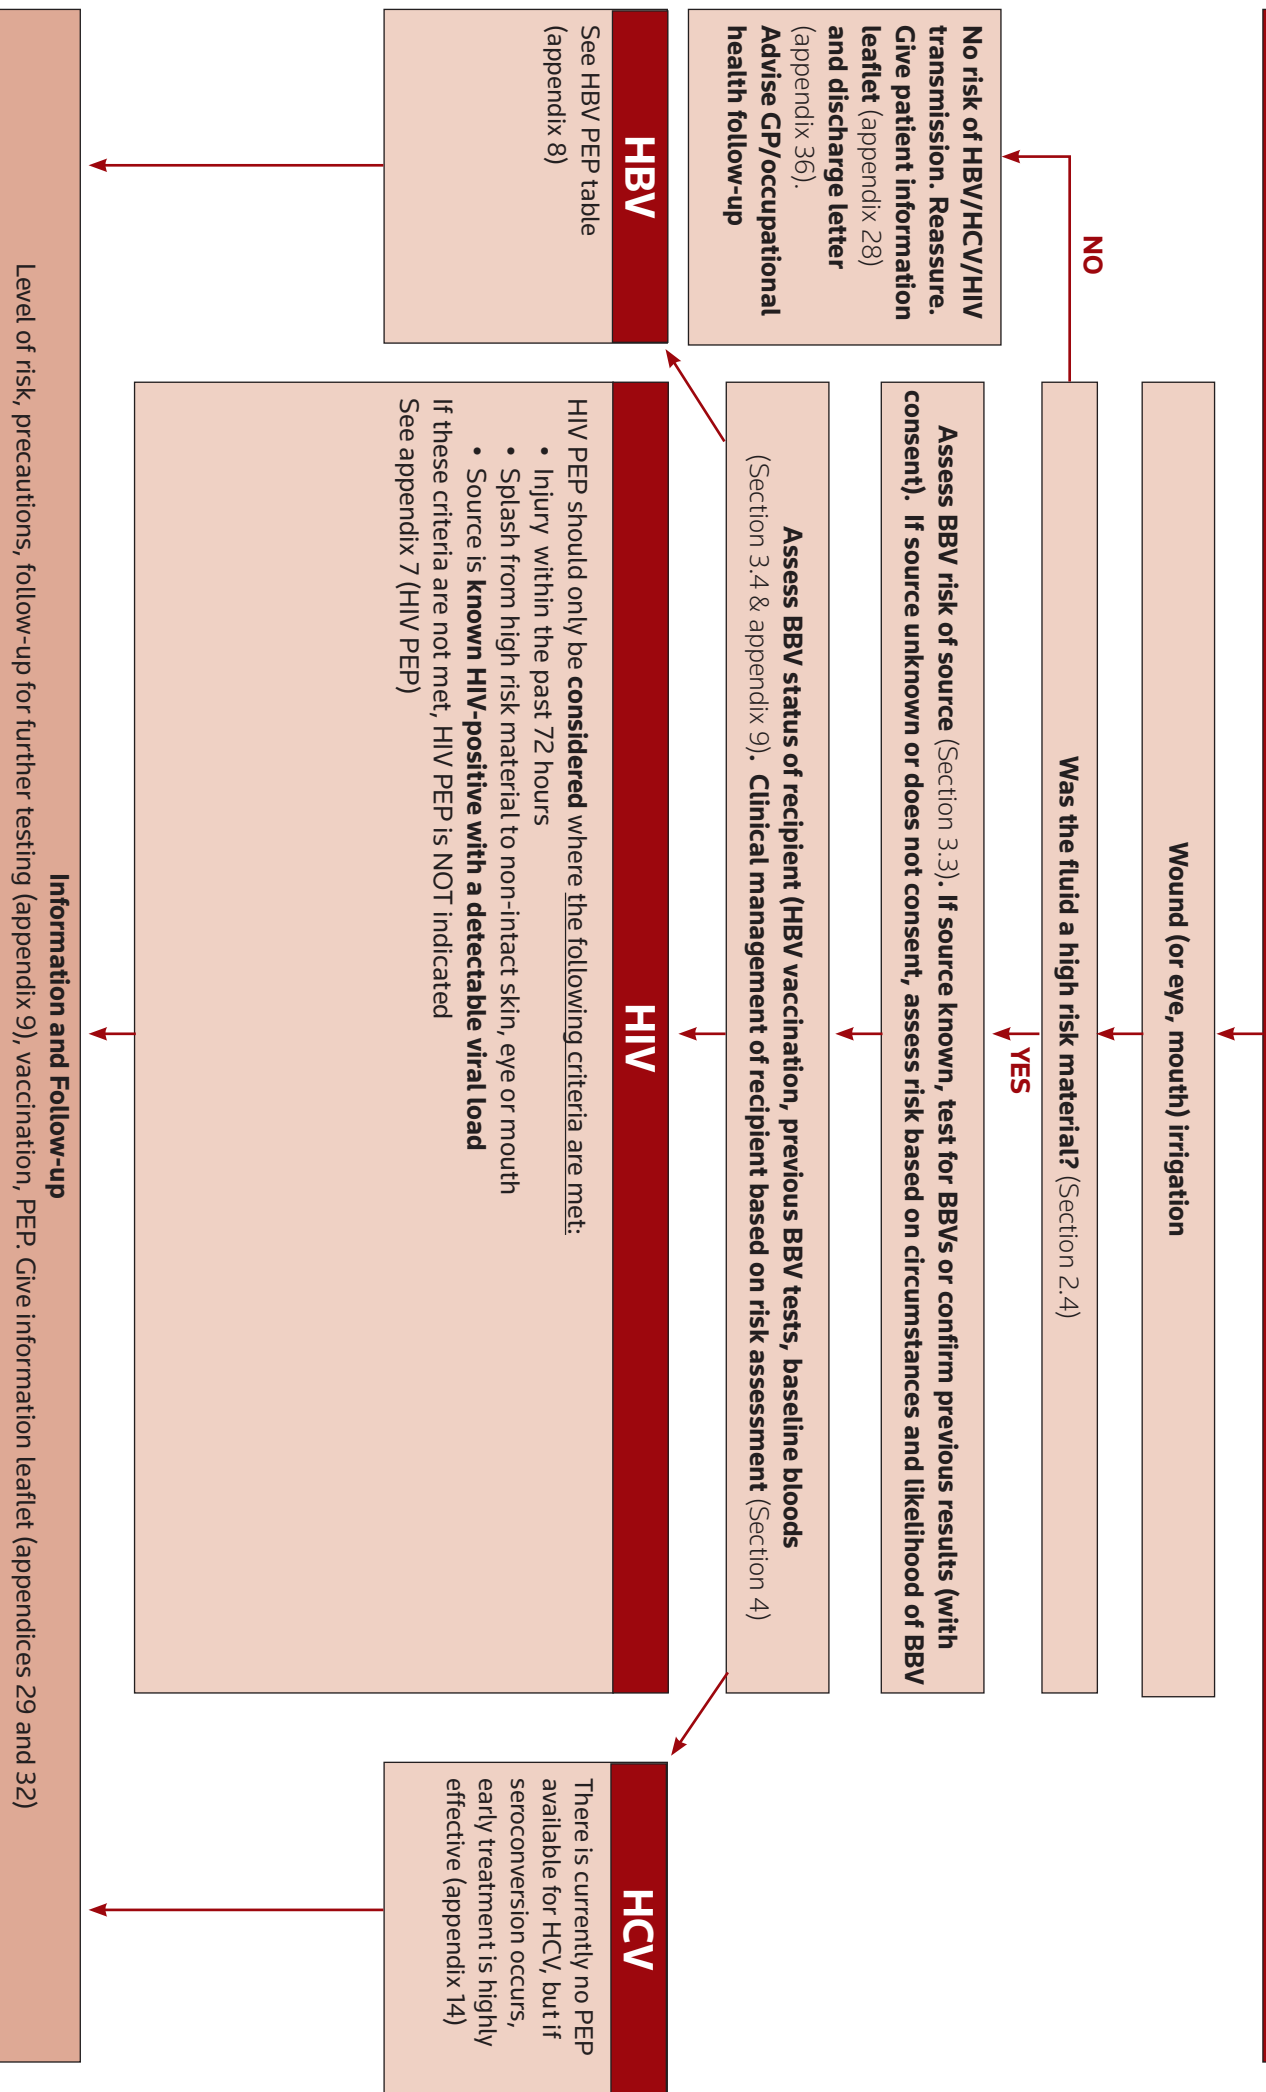 Wound (or eye, mouth) irrigation
Was the fluid a high risk material? (Section 2.4)
NO
YES
No risk of HBV/HCV/HIV
transmission. Reassure.
Give patient information
leaflet (appendix 28)
and discharge letter
(appendix 36).
Advise GP/occupational
health follow-up
Assess BBV risk of source (Section 3.3). If source known, test for BBVs or confirm previous results (with
consent). If source unknown or does not consent, assess risk based on circumstances and likelihood of BBV
Assess BBV status of recipient (HBV vaccination, previous BBV tests, baseline bloods
(Section 3.4 & appendix 9). Clinical management of recipient based on risk assessment (Section 4)
HBV
See HBV PEP table
(appendix 8)
HIV
HIV PEP should only be considered where the following criteria are met:
• Injury within the past 72 hours
• Splash from high risk material to non-intact skin, eye or mouth
• Source is known HIV-positive with a detectable viral load
If these criteria are not met, HIV PEP is NOT indicated
See appendix 7 (HIV PEP)
HCV
There is currently no PEP
available for HCV, but if
seroconversion occurs,
early treatment is highly
effective (appendix 14)
Information and Follow-up
Level of risk, precautions, follow-up for further testing (appendix 9), vaccination, PEP. Give information leaflet (appendices 29 and 32)